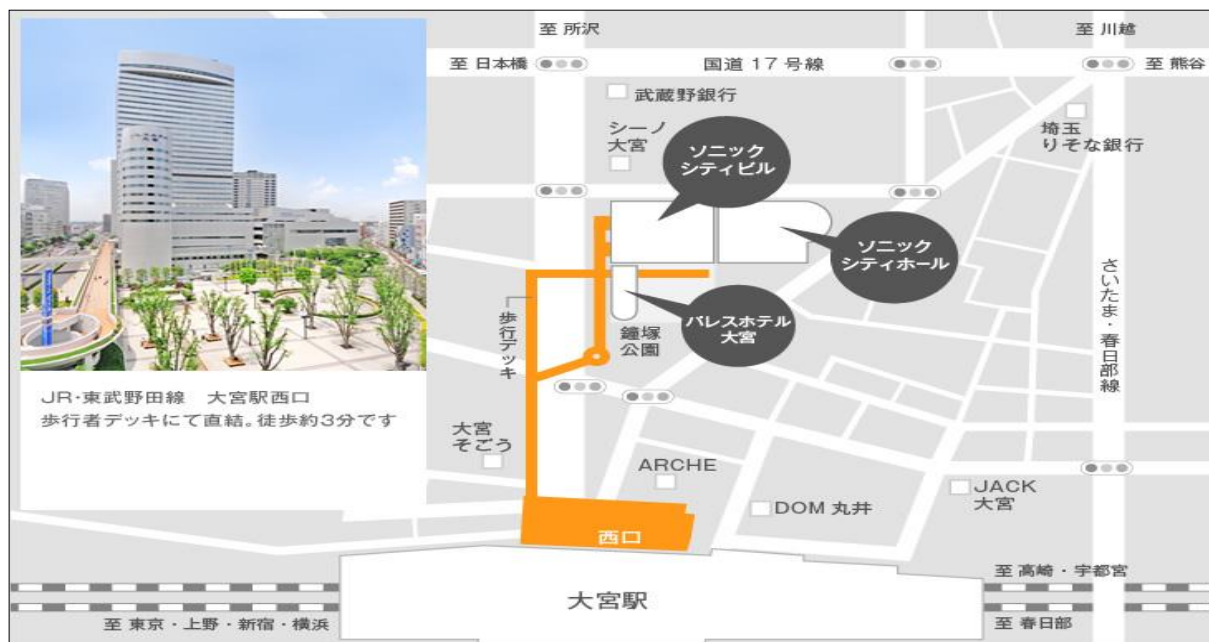 至 所沢
至 川越
至 日本橋
国道 17 号線
至 熊谷
武蔵野銀行
シーノ
大宮
埼玉
りそな銀行
ソニック
シティビル
ソニック
シティホール
パレスホテル
大宮
鐘塚
公園
歩行デッキ
さいたま・春日部線
JR・東武野田線 大宮駅西口
歩行者デッキにて直結。徒歩約3分です
大宮
そごう
ARCHE
DOM 丸井
JACK
大宮
西口
大宮駅
至 高崎・宇都宮
至 東京・上野・新宿・横浜
至 春日部